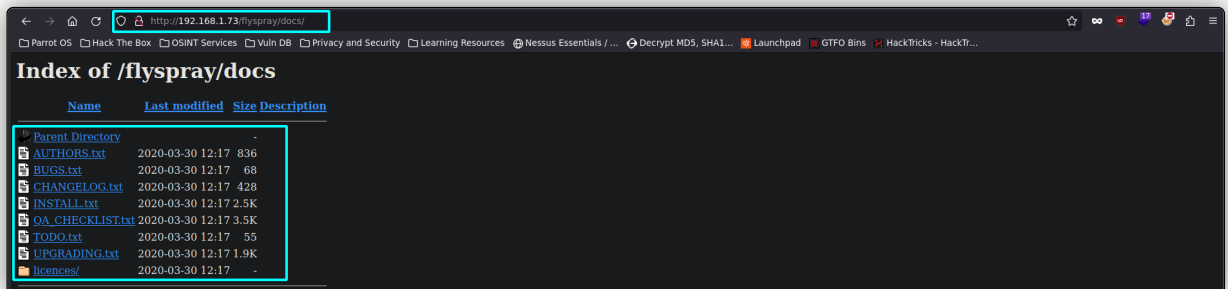 http://192.168.1.73/flyspray/docs/
17
Parrot OS Hack The Box OSINT Services Vuln DB Privacy and Security Learning Resources Nessus Essentials / ... Decrypt MD5, SHA1... Launchpad GTFO Bins HackTricks - HackTr...
Index of /flyspray/docs
Name Last modified Size Description
Parent Directory -
AUTHORS.txt 2020-03-30 12:17 836
BUGS.txt 2020-03-30 12:17 68
CHANGELOG.txt 2020-03-30 12:17 428
INSTALL.txt 2020-03-30 12:17 2.5K
QA_CHECKLIST.txt 2020-03-30 12:17 3.5K
TODO.txt 2020-03-30 12:17 55
UPGRADING.txt 2020-03-30 12:17 1.9K
licences/ 2020-03-30 12:17 -